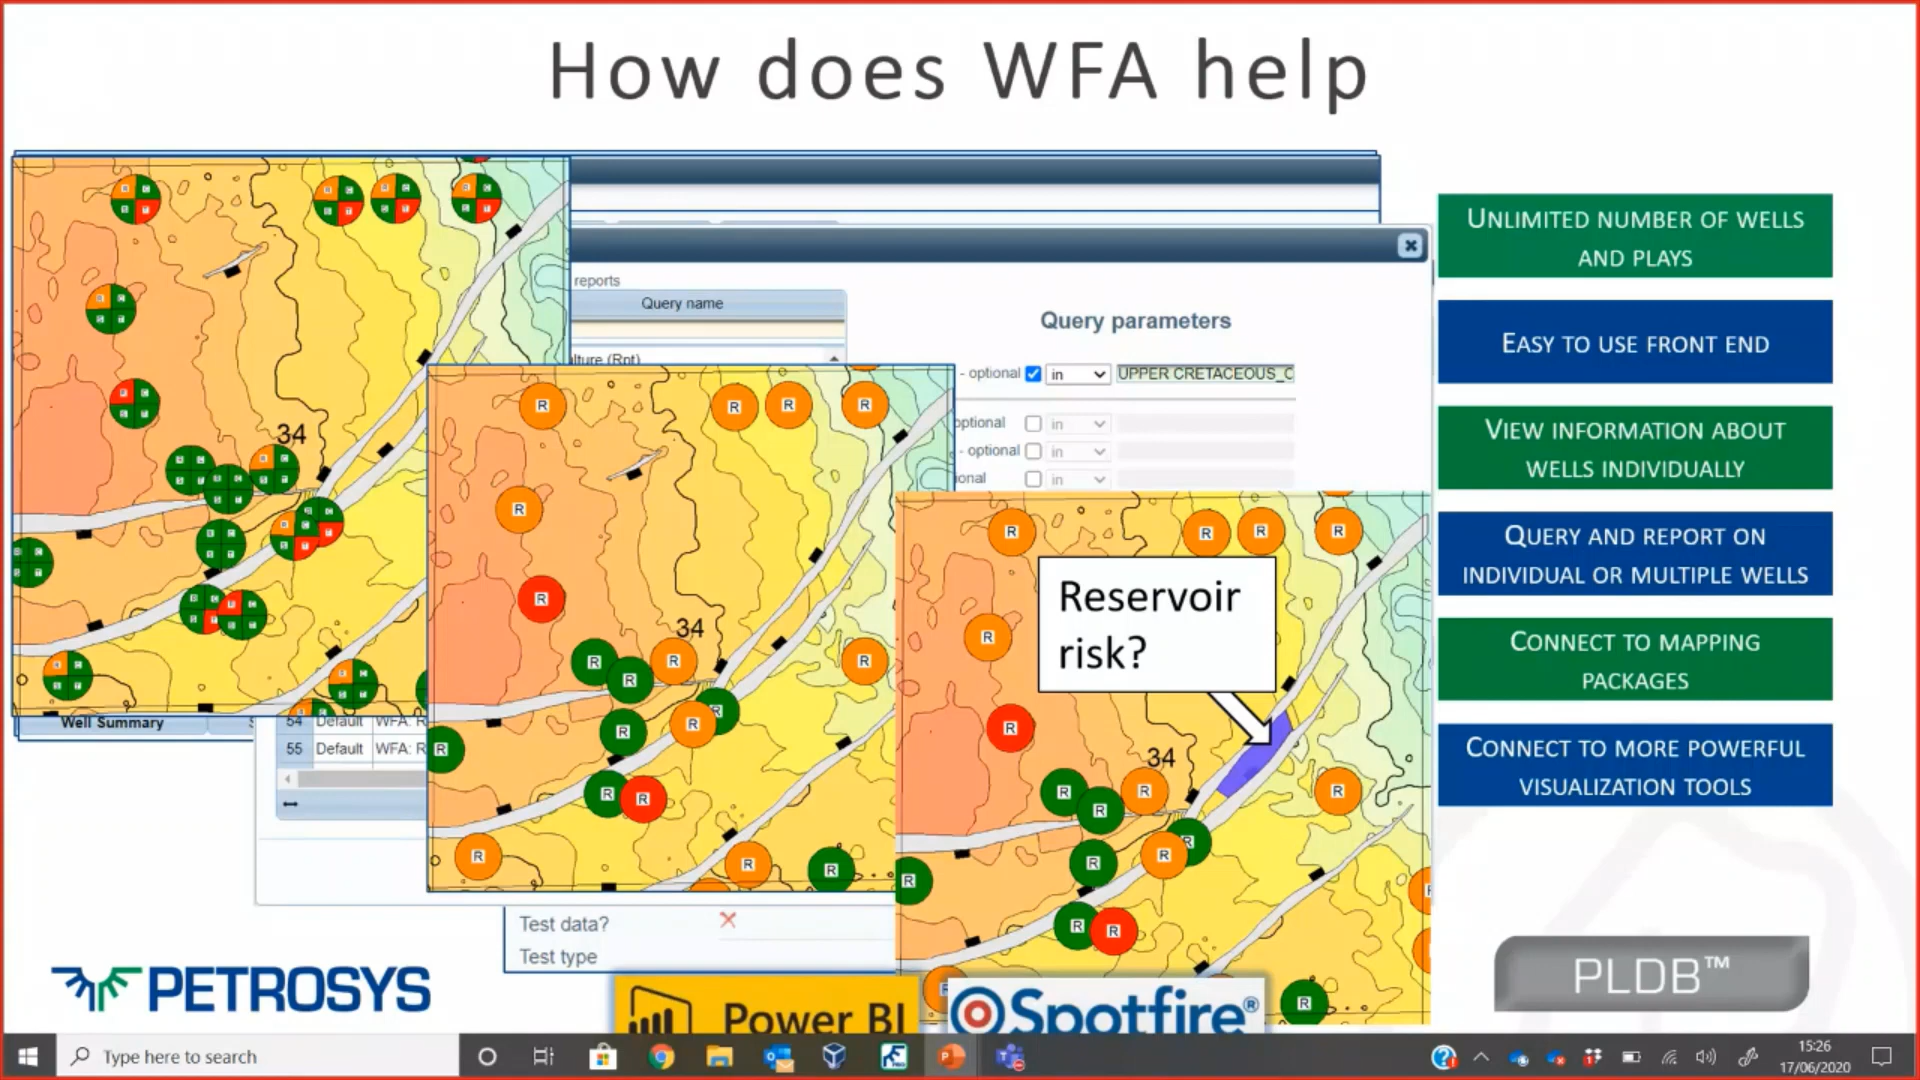 How does WFA help
reports
Query name
Query parameters
- optional in UPPER CRETACEOUS_C
optional in
- optional in
ional in
34
34
34
Reservoir
risk?
Well Summary
54 Default WFA: R
55 Default WFA: R
Test data?
Test type
UNLIMITED NUMBER OF WELLS
AND PLAYS
EASY TO USE FRONT END
VIEW INFORMATION ABOUT
WELLS INDIVIDUALLY
QUERY AND REPORT ON
INDIVIDUAL OR MULTIPLE WELLS
CONNECT TO MAPPING
PACKAGES
CONNECT TO MORE POWERFUL
VISUALIZATION TOOLS
PETROSYS
Power BI
Spotfire®
PLDB™
Type here to search
15:26
17/06/2020